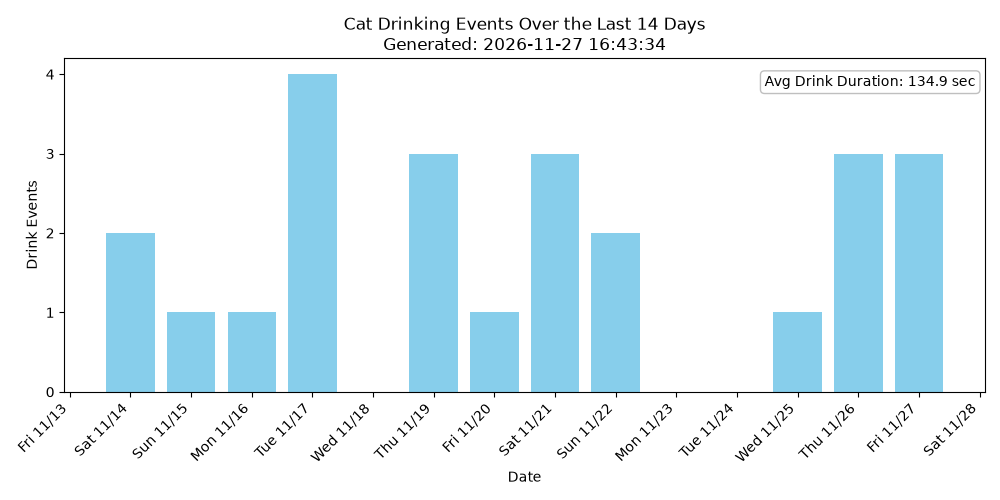 Cat Drinking Events Over the Last 14 Days
Generated: 2026-11-27 16:43:34
Avg Drink Duration: 134.9 sec
Drink Events
4
3
2
1
0
Fri 11/13
Sat 11/14
Sun 11/15
Mon 11/16
Tue 11/17
Wed 11/18
Thu 11/19
Fri 11/20
Sat 11/21
Sun 11/22
Mon 11/23
Tue 11/24
Wed 11/25
Thu 11/26
Fri 11/27
Sat 11/28
Date